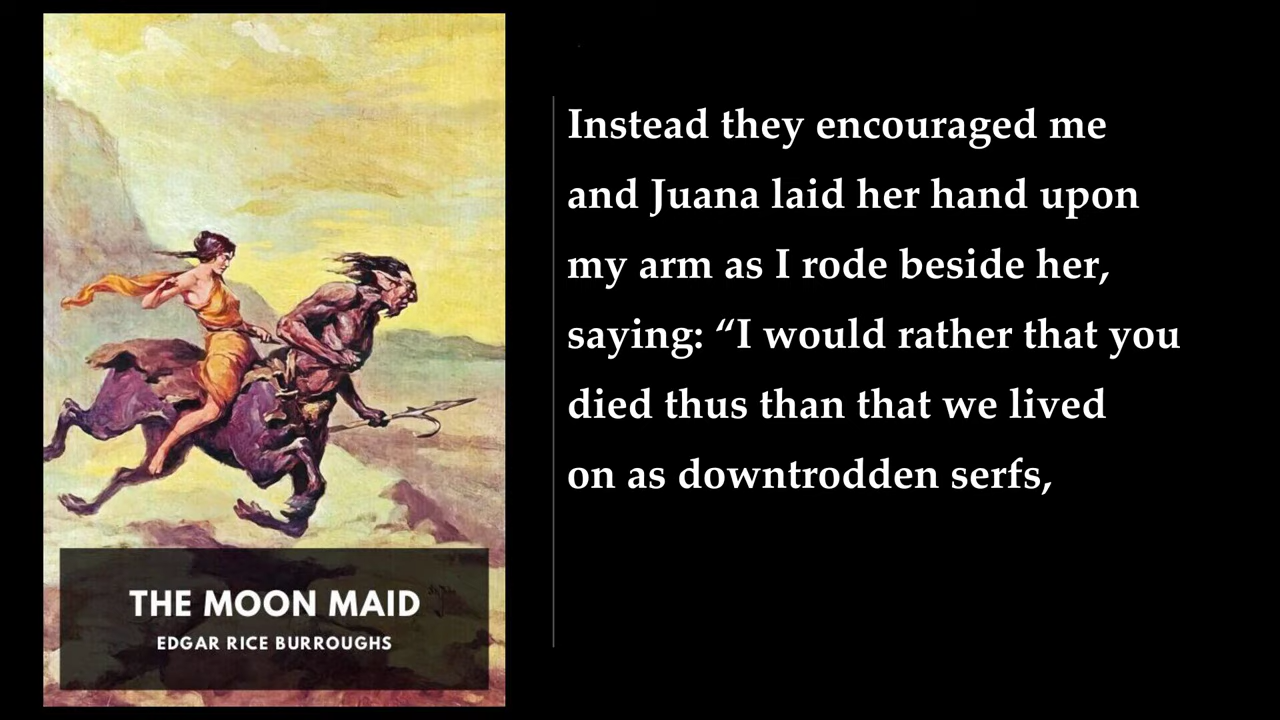 THE MOON MAID
EDGAR RICE BURROUGHS
Instead they encouraged me
and Juana laid her hand upon
my arm as I rode beside her,
saying: “I would rather that you
died thus than that we lived
on as downtrodden serfs,